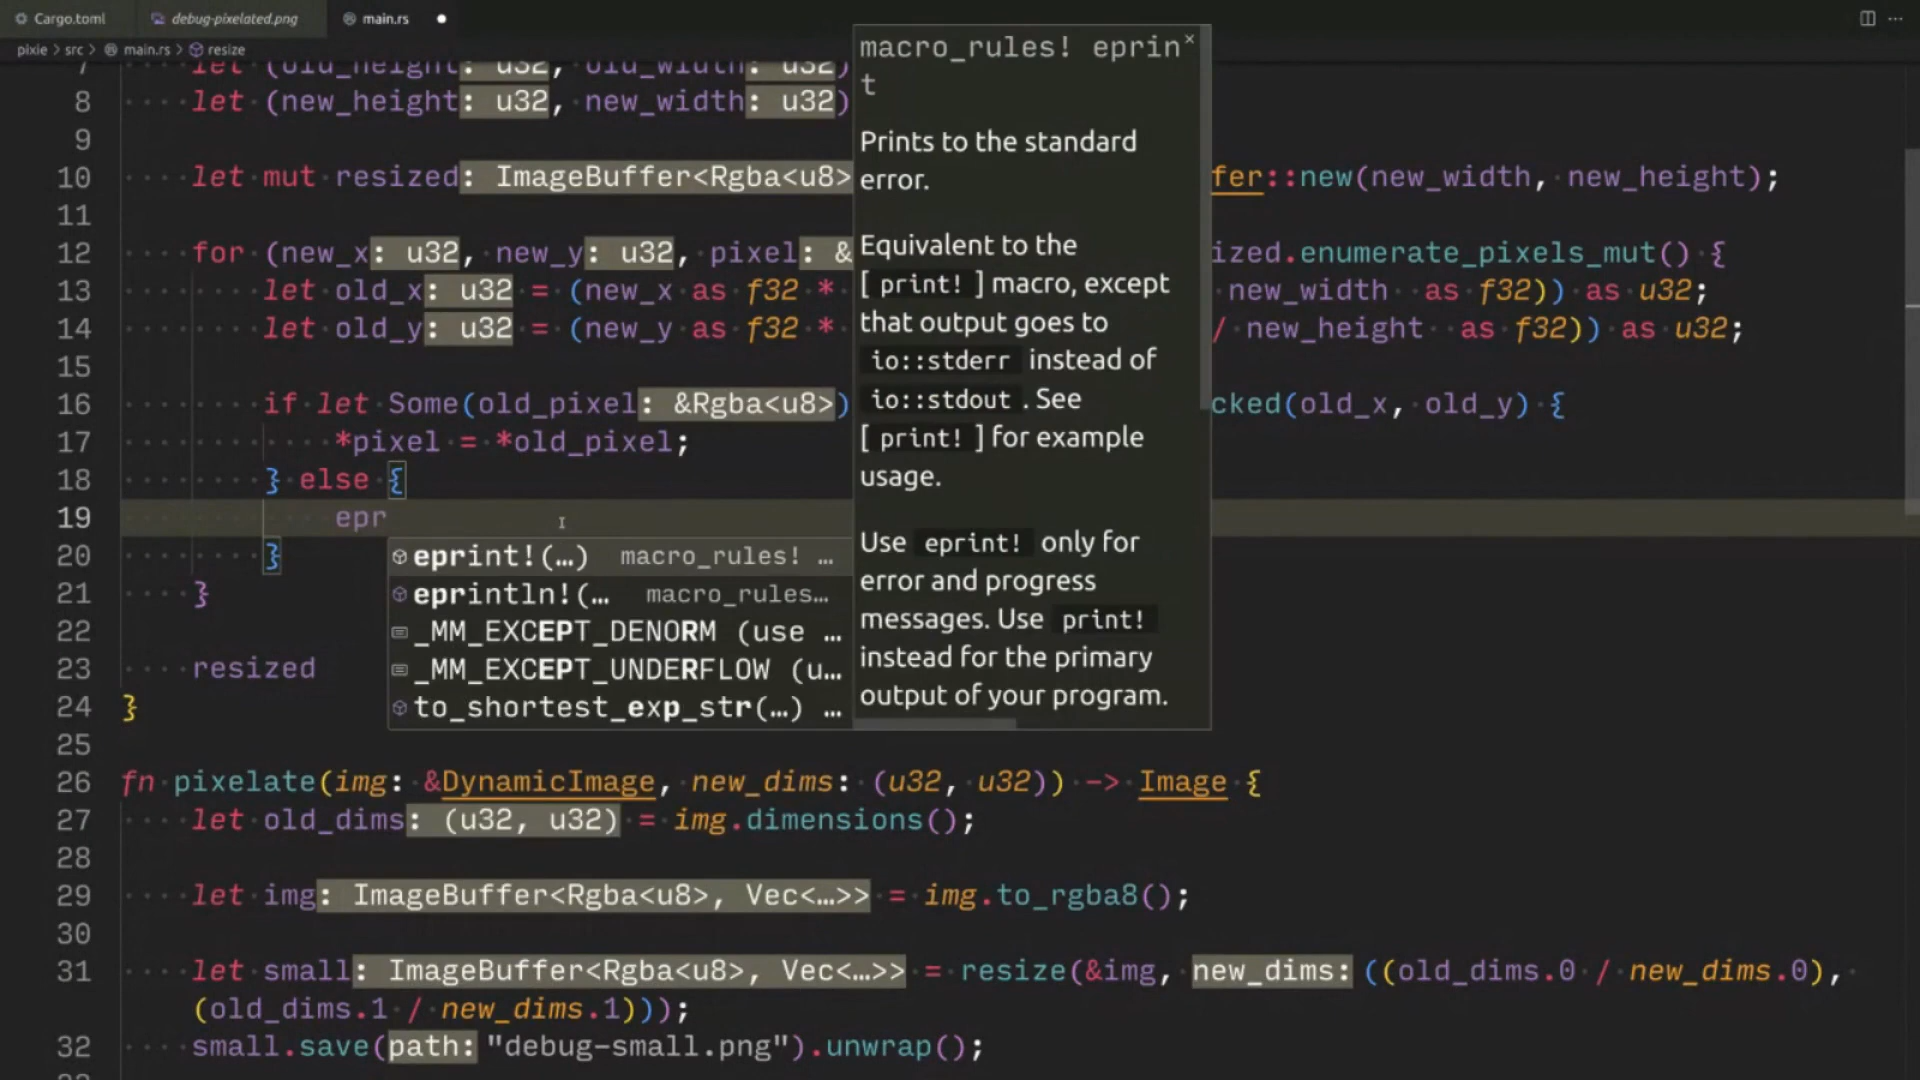 Cargo.toml debug-pixelated.png main.rs
pixie > src > main.rs > resize
7 let (old_height: u32, old_width: u32)
8 let (new_height: u32, new_width: u32)
9
10 let mut resized: ImageBuffer<Rgba<u8> fer::new(new_width, new_height);
11
12 for (new_x: u32, new_y: u32, pixel: & ized.enumerate_pixels_mut() {
13 let old_x: u32 = (new_x as f32 * new_width as f32)) as u32;
14 let old_y: u32 = (new_y as f32 * / new_height as f32)) as u32;
15
16 if let Some(old_pixel: &Rgba<u8>) cked(old_x, old_y) {
17 *pixel = *old_pixel;
18 } else {
19 epr
20 }
21 }
22
23 resized
24 }
25
26 fn pixelate(img: &DynamicImage, new_dims: (u32, u32)) -> Image {
27 let old_dims: (u32, u32) = img.dimensions();
28
29 let img: ImageBuffer<Rgba<u8>, Vec<…>> = img.to_rgba8();
30
31 let small: ImageBuffer<Rgba<u8>, Vec<…>> = resize(&img, new_dims: ((old_dims.0 / new_dims.0),
(old_dims.1 / new_dims.1)));
32 small.save(path: "debug-small.png").unwrap();
eprint!(…) macro_rules! …
eprintln!(… macro_rules…
_MM_EXCEPT_DENORM (use …
_MM_EXCEPT_UNDERFLOW (u…
to_shortest_exp_str(…) …
macro_rules! eprin
t
×
Prints to the standard
error.
Equivalent to the
[ print! ] macro, except
that output goes to
io::stderr instead of
io::stdout . See
[ print! ] for example
usage.
Use eprint! only for
error and progress
messages. Use print!
instead for the primary
output of your program.